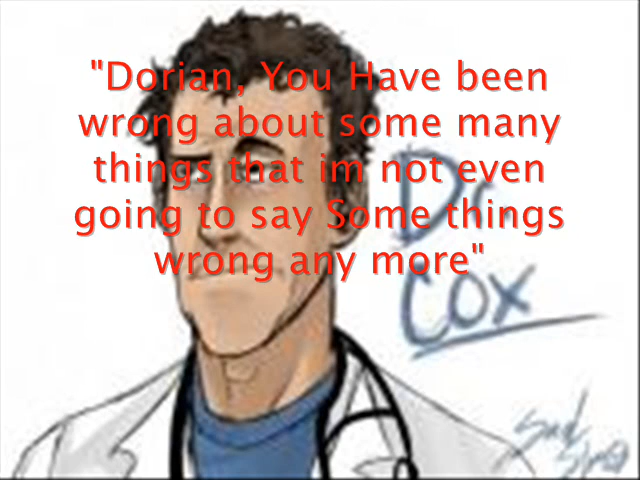 "Dorian, You Have been
wrong about some many
things that im not even
going to say Some things
wrong any more"
Dr.
Cox